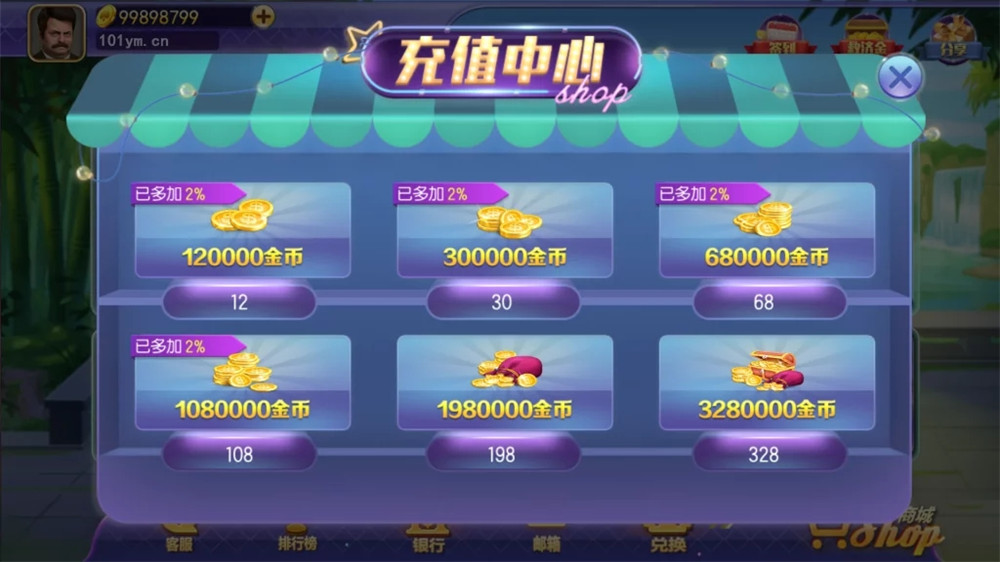 99898799
101ym.cn
充值中心
shop
签到
救济金
分享
已多加2%
已多加2%
已多加2%
120000金币
300000金币
680000金币
12
30
68
已多加2%
1080000金币
1980000金币
3280000金币
108
198
328
客服
排行榜
银行
邮箱
兑换
商城
Shop